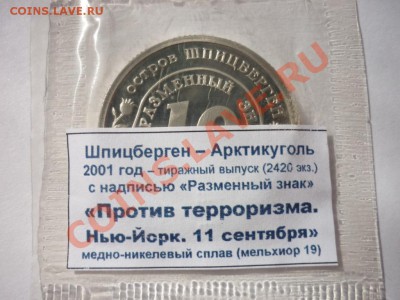 COINS.LAVE.RU
ОСТРОВ ШПИЦБЕРГЕН
РАЗМЕННЫЙ ЗН
10
Шпицберген – Арктикуголь
2001 год – тиражный выпуск (2420 экз.)
с надписью «Разменный знак»
«Против терроризма.
Нью-Йорк. 11 сентября»
медно-никелевый сплав (мельхиор 19)
COINS.LAVE.RU